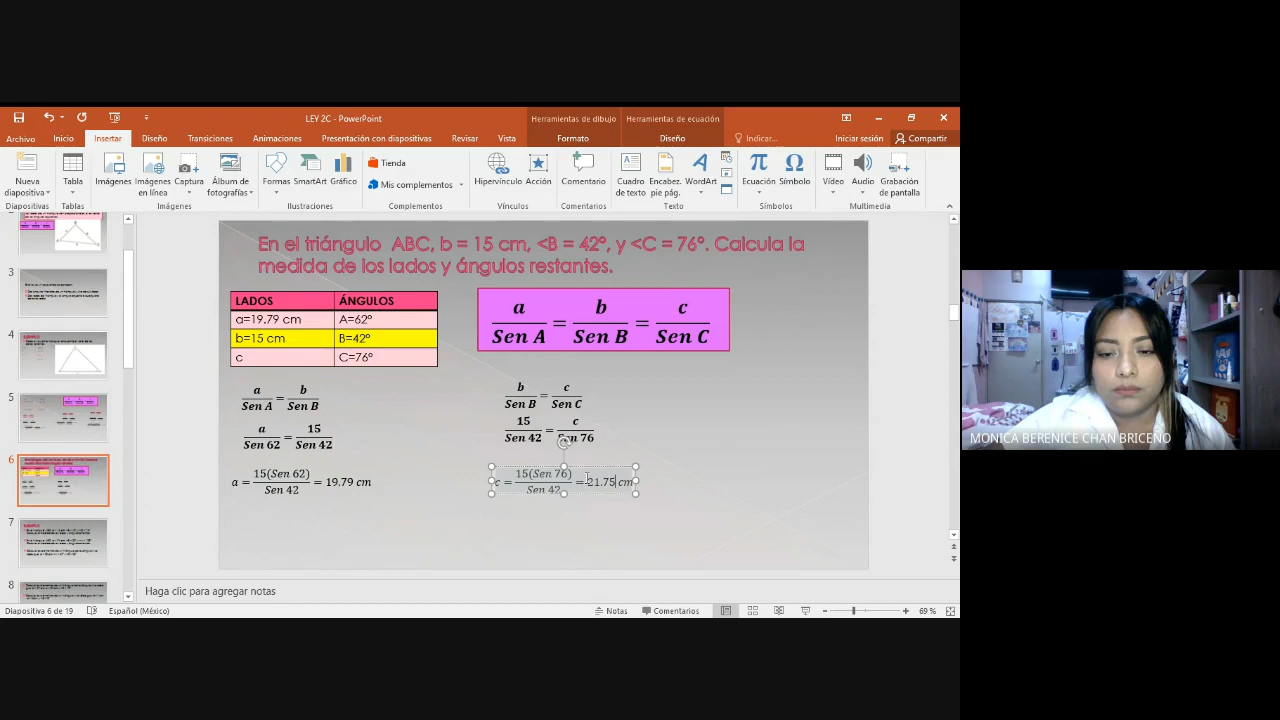 LEY 2C - PowerPoint
Herramientas de dibujo
Herramientas de ecuación
Archivo
Inicio
Insertar
Diseño
Transiciones
Animaciones
Presentación con diapositivas
Revisar
Vista
Formato
Diseño
Indicar...
Iniciar sesión
Compartir
Nueva diapositiva
Tabla
Imágenes
Imágenes en línea
Captura
Álbum de fotografías
Formas
SmartArt
Gráfico
Tienda
Mis complementos
Hipervínculo
Acción
Comentario
Cuadro de texto
Encabez. pie pág.
WordArt
Ecuación
Símbolo
Vídeo
Audio
Grabación de pantalla
Diapositivas
Tablas
Imágenes
Ilustraciones
Complementos
Vínculos
Comentarios
Texto
Símbolos
Multimedia
3
4
5
6
7
8
En el triángulo ABC, b = 15 cm, <B = 42°, y <C = 76°. Calcula la
medida de los lados y ángulos restantes.
LADOS ÁNGULOS
a=19.79 cm A=62°
b=15 cm B=42°
c C=76°
a/Sen A = b/Sen B = c/Sen C
a/Sen A = b/Sen B
a/Sen 62 = 15/Sen 42
a = 15(Sen 62)/Sen 42 = 19.79 cm
b/Sen B = c/Sen C
15/Sen 42 = c/Sen 76
c = 15(Sen 76)/Sen 42 = 21.75 cm
Haga clic para agregar notas
Diapositiva 6 de 19
Español (México)
Notas
Comentarios
69 %
MONICA BERENICE CHAN BRICEÑO